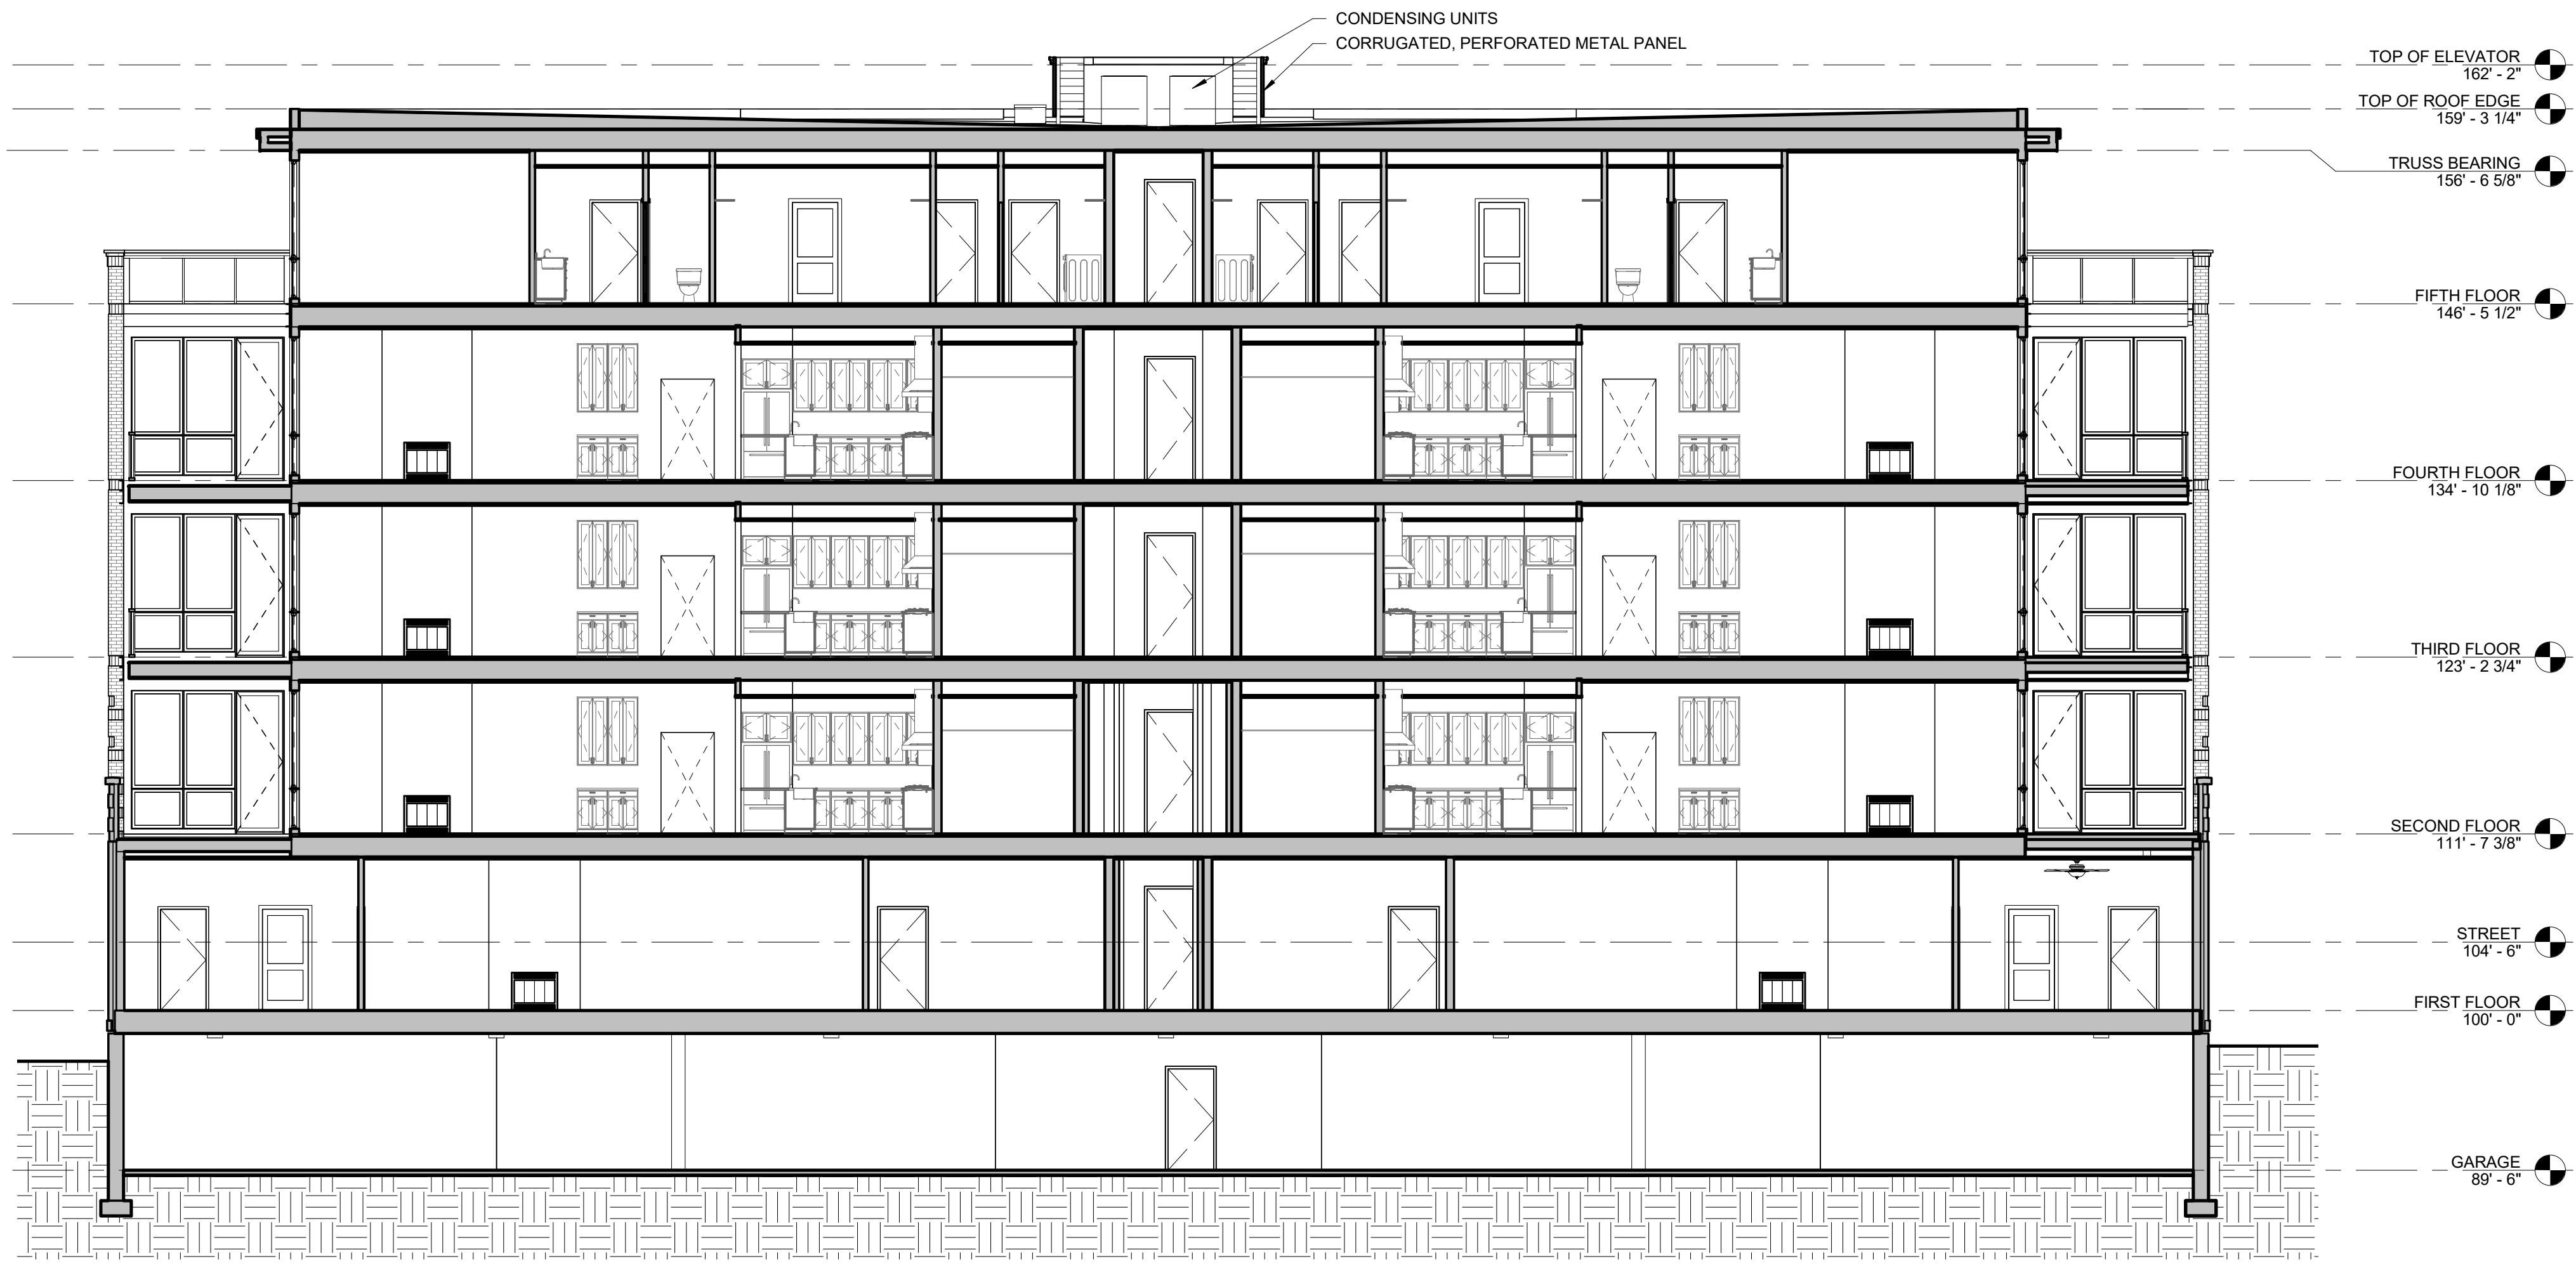 CONDENSING UNITS
CORRUGATED, PERFORATED METAL PANEL
TOP OF ELEVATOR
162' - 2"
TOP OF ROOF EDGE
159' - 3 1/4"
TRUSS BEARING
156' - 6 5/8"
FIFTH FLOOR
146' - 5 1/2"
FOURTH FLOOR
134' - 10 1/8"
THIRD FLOOR
123' - 2 3/4"
SECOND FLOOR
111' - 7 3/8"
STREET
104' - 6"
FIRST FLOOR
100' - 0"
GARAGE
89' - 6"